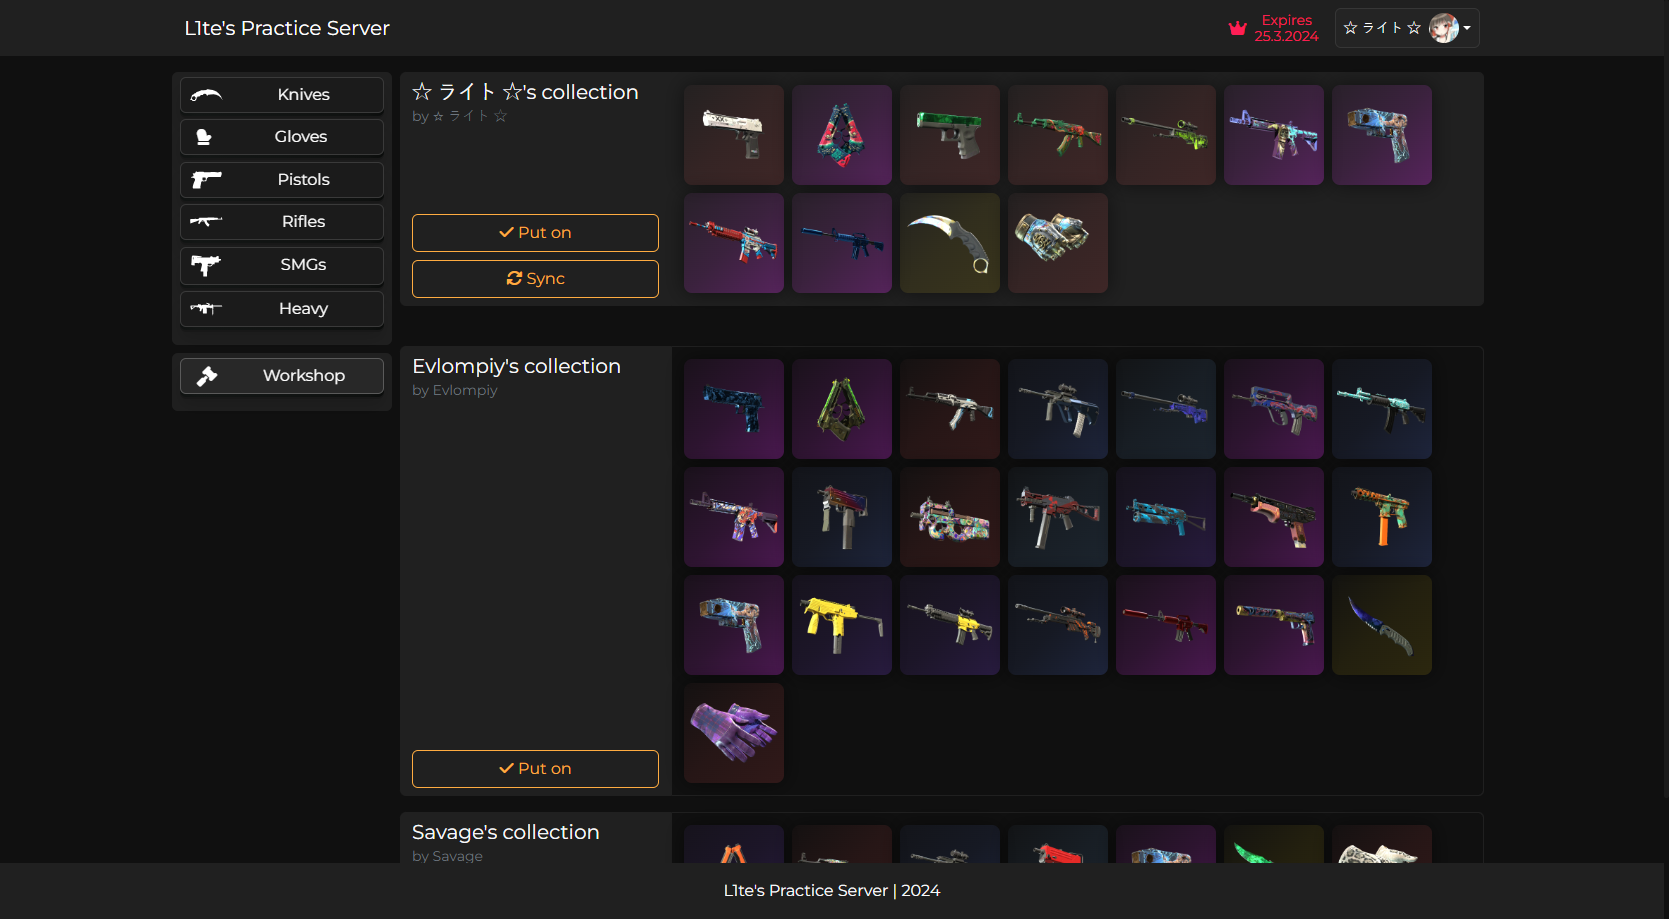 L1te's Practice Server
Expires
25.3.2024
☆ ライト ☆
Knives
Gloves
Pistols
Rifles
SMGs
Heavy
Workshop
☆ ライト ☆'s collection
by ☆ ライト ☆
Put on
Sync
Evlompiy's collection
by Evlompiy
Put on
Savage's collection
by Savage
L1te's Practice Server | 2024